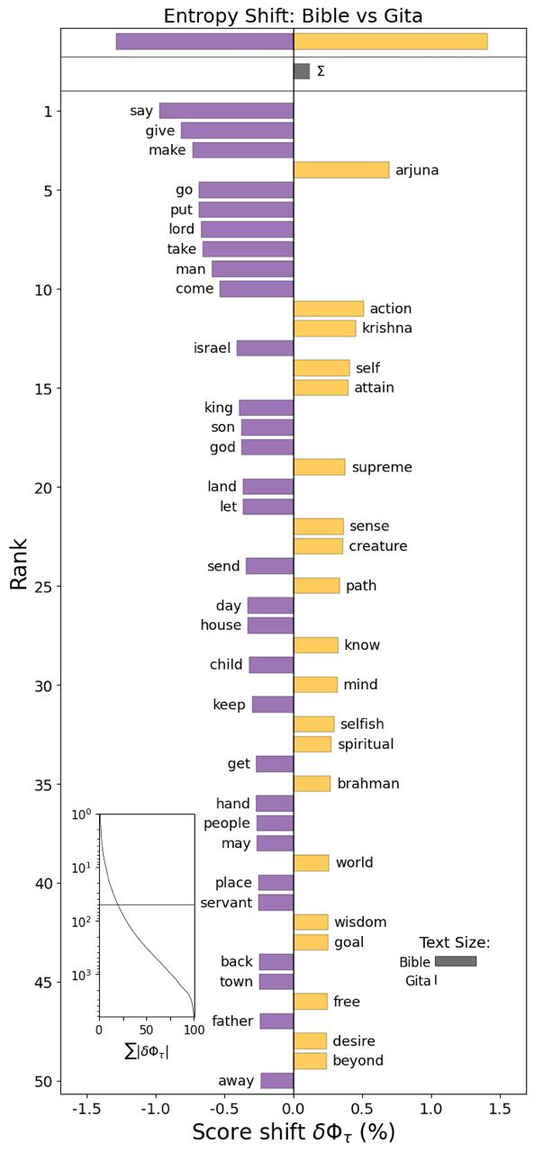 Entropy Shift: Bible vs Gita
Σ
1
say
give
make
arjuna
5
go
put
lord
take
man
10
come
action
krishna
israel
self
15
attain
king
son
god
supreme
20
land
let
sense
creature
send
25
path
day
house
know
child
30
mind
keep
selfish
spiritual
get
35
brahman
hand
people
may
world
40
place
servant
wisdom
goal
back
45
town
free
father
desire
beyond
50
away
Rank
10⁰
10¹
10²
10³
0 50 100
∑|δΦτ|
Text Size:
Bible
Gita
-1.5 -1.0 -0.5 0.0 0.5 1.0 1.5
Score shift δΦτ (%)